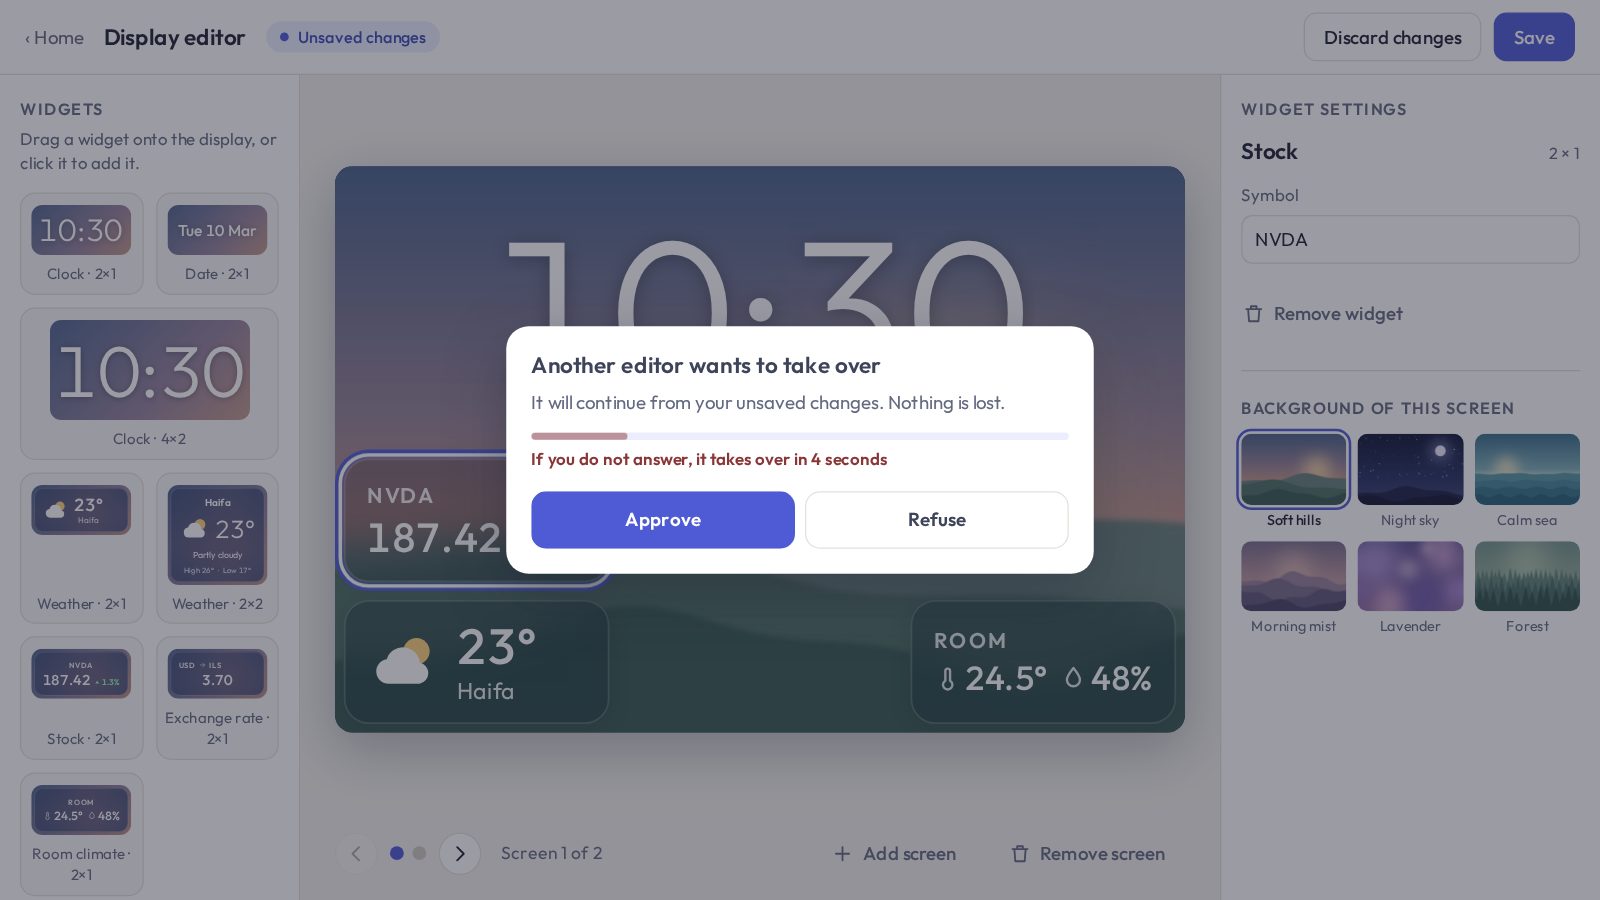 ‹ Home
Display editor
Unsaved changes
Discard changes
Save
WIDGETS
Drag a widget onto the display, or
click it to add it.
10:30
Clock · 2×1
Tue 10 Mar
Date · 2×1
10:30
Clock · 4×2
23°
Haifa
Weather · 2×1
Haifa
23°
Partly cloudy
High 26° · Low 17°
Weather · 2×2
NVDA
187.42 ▲ 1.3%
Stock · 2×1
USD → ILS
3.70
Exchange rate ·
2×1
ROOM
24.5° 48%
Room climate ·
2×1
10:30
NVDA
187.42
23°
Haifa
ROOM
24.5° 48%
Another editor wants to take over
It will continue from your unsaved changes. Nothing is lost.
If you do not answer, it takes over in 4 seconds
Approve
Refuse
Screen 1 of 2
Add screen
Remove screen
WIDGET SETTINGS
Stock
2 × 1
Symbol
NVDA
Remove widget
BACKGROUND OF THIS SCREEN
Soft hills
Night sky
Calm sea
Morning mist
Lavender
Forest